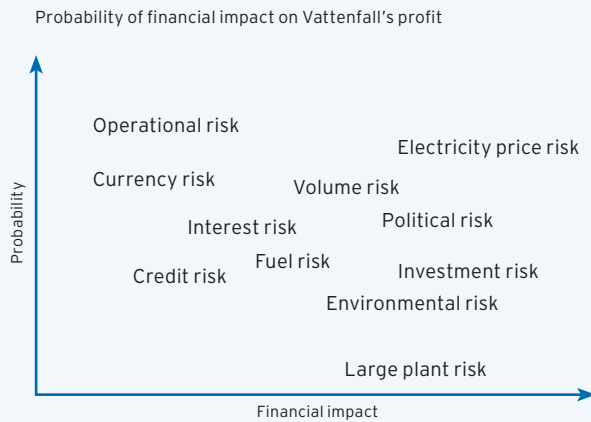 Probability of financial impact on Vattenfall's profit
Operational risk
Electricity price risk
Currency risk
Volume risk
Political risk
Interest risk
Fuel risk
Investment risk
Credit risk
Environmental risk
Large plant risk
Probability
Financial impact